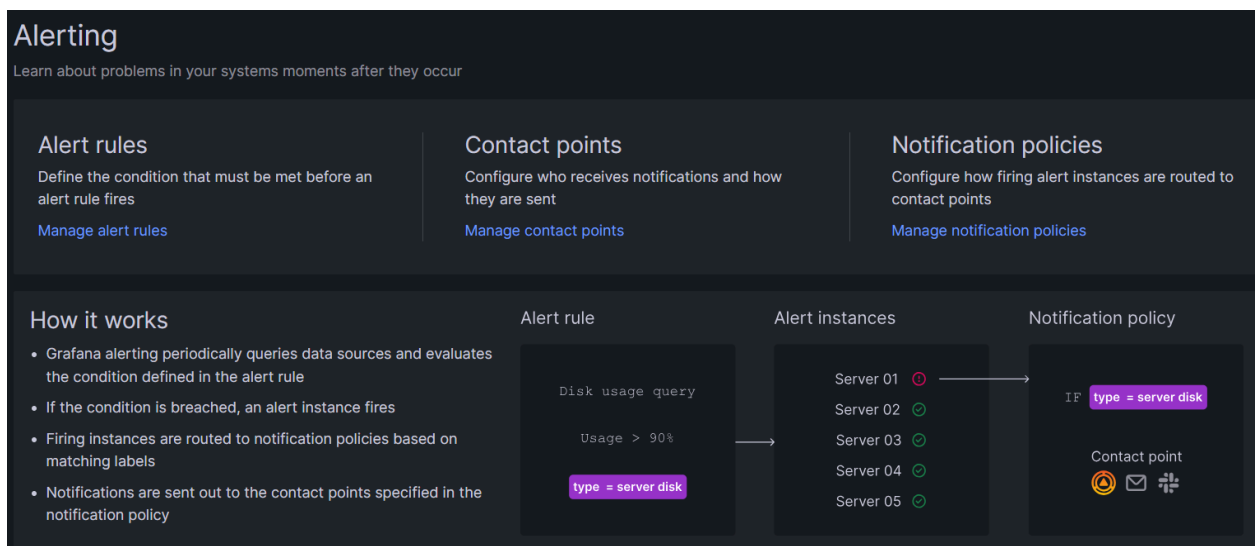 Alerting
Learn about problems in your systems moments after they occur
Alert rules
Define the condition that must be met before an
alert rule fires
Manage alert rules
Contact points
Configure who receives notifications and how
they are sent
Manage contact points
Notification policies
Configure how firing alert instances are routed to
contact points
Manage notification policies
How it works
• Grafana alerting periodically queries data sources and evaluates
the condition defined in the alert rule
• If the condition is breached, an alert instance fires
• Firing instances are routed to notification policies based on
matching labels
• Notifications are sent out to the contact points specified in the
notification policy
Alert rule
Disk usage query
Usage > 90%
type = server disk
Alert instances
Server 01
Server 02
Server 03
Server 04
Server 05
Notification policy
IF type = server disk
Contact point